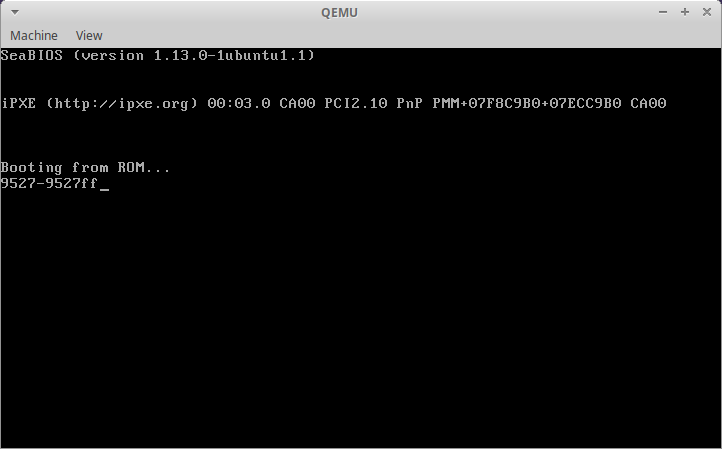 QEMU
Machine View
SeaBIOS (version 1.13.0-1ubuntu1.1)
iPXE (http://ipxe.org) 00:03.0 CA00 PCI2.10 PnP PMM+07F8C9B0+07ECC9B0 CA00
Booting from ROM...
9527-9527ff_